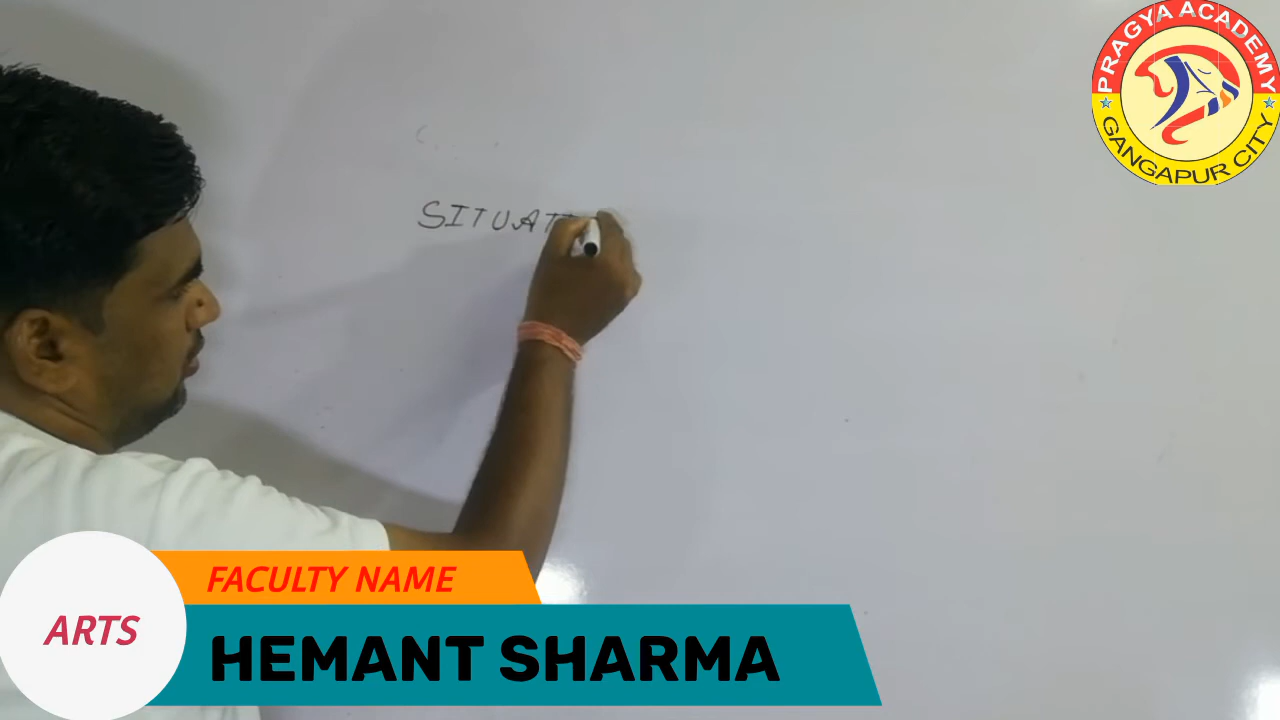 PRAGYA ACADEMY
GANGAPUR CITY
SITUAT
FACULTY NAME
ARTS
HEMANT SHARMA